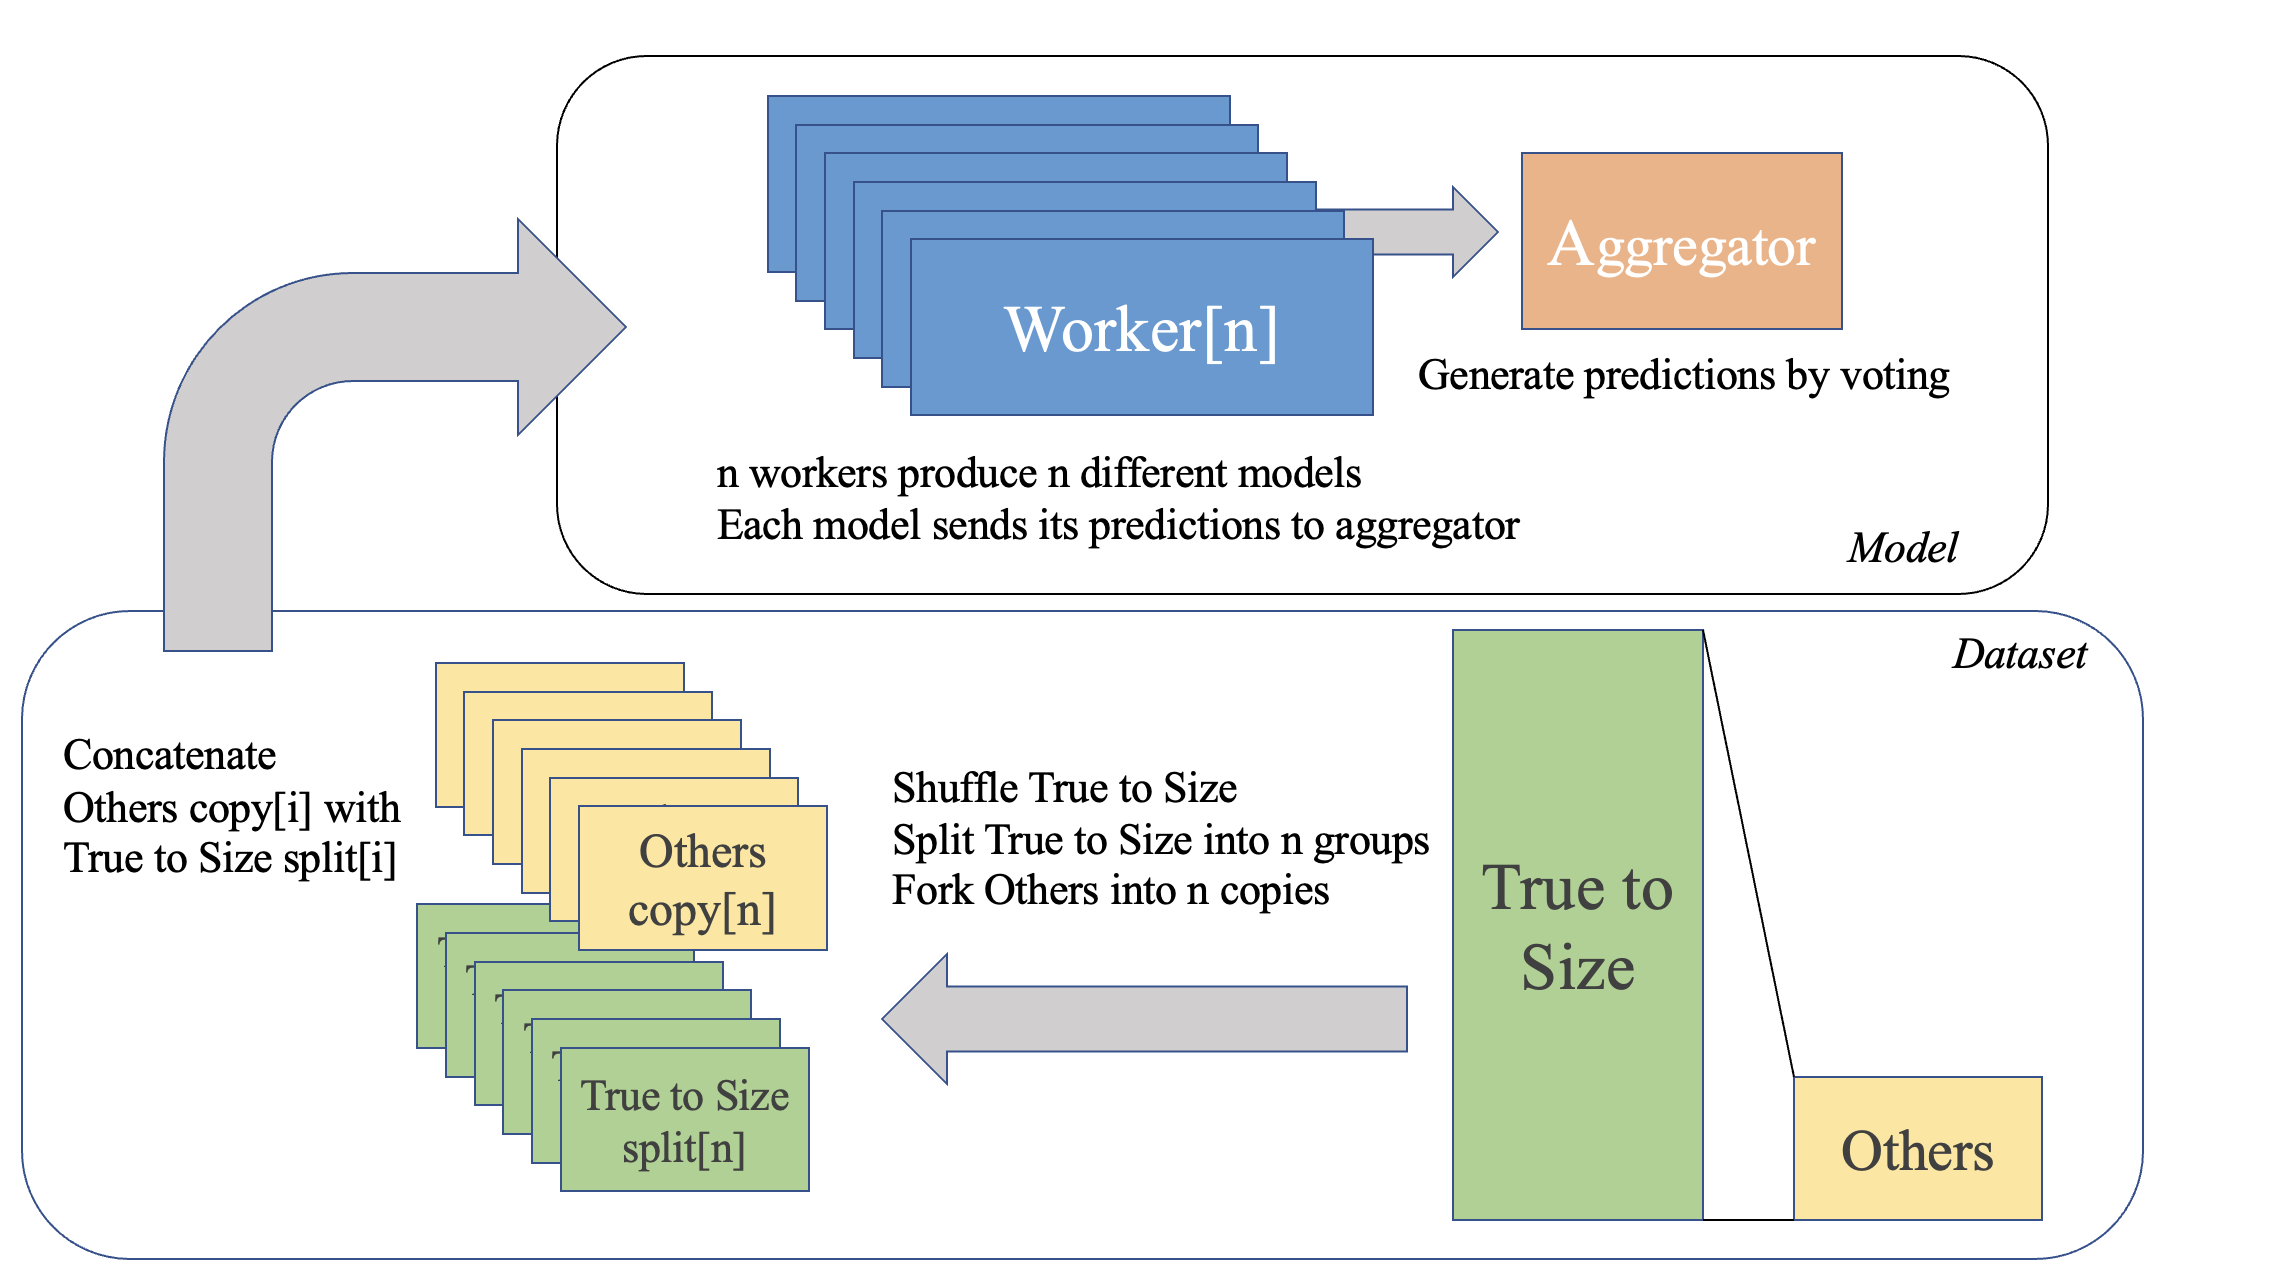 Worker[n]
Aggregator
Generate predictions by voting
n workers produce n different models
Each model sends its predictions to aggregator
Model
Dataset
Concatenate
Others copy[i] with
True to Size split[i]
Others
copy[n]
True to Size
split[n]
Shuffle True to Size
Split True to Size into n groups
Fork Others into n copies
True to
Size
Others